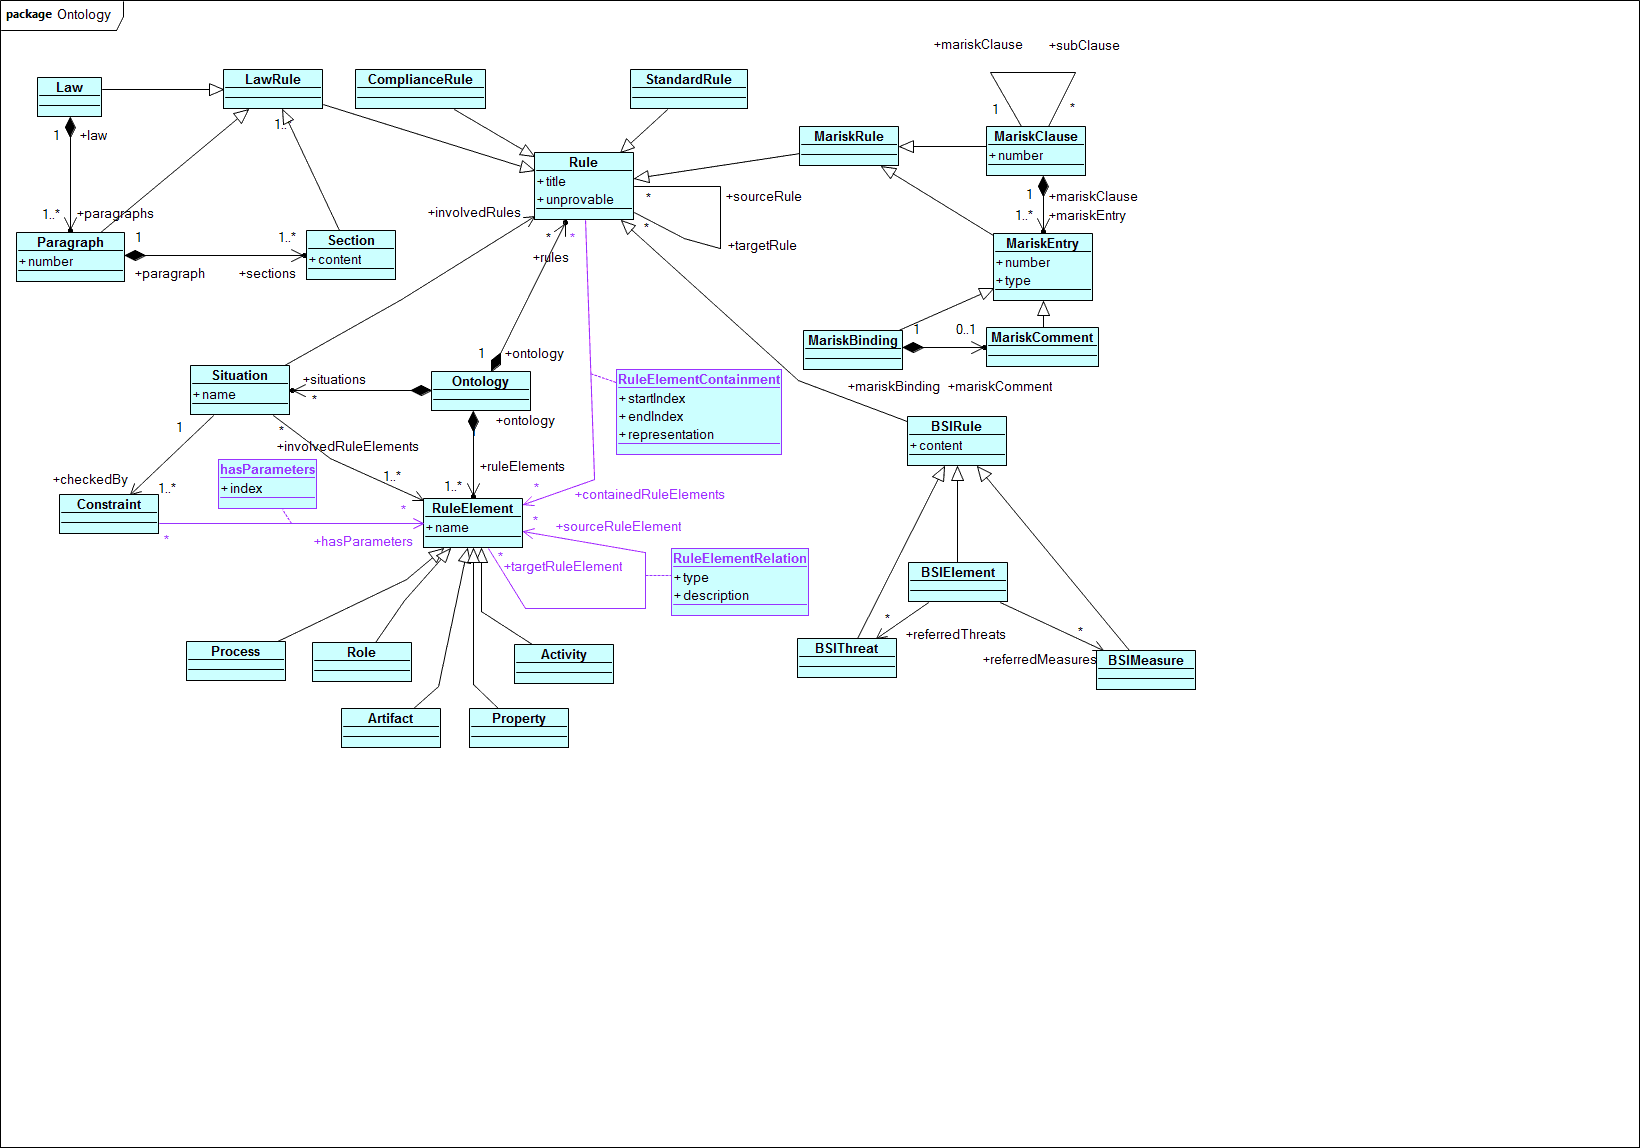 package Ontology
+mariskClause
+subClause
1
*
Law
LawRule
ComplianceRule
StandardRule
MariskRule
MariskClause
+number
1
+law
1..
Rule
+title
+unprovable
*
+sourceRule
*
+targetRule
1
+mariskClause
1..*
+mariskEntry
1..*
+paragraphs
+involvedRules
*
*
+rules
Paragraph
+number
1
+paragraph
1..*
+sections
Section
+content
MariskEntry
+number
+type
MariskBinding
1
0..1
MariskComment
+mariskBinding
+mariskComment
1
+ontology
Situation
+name
+situations
*
Ontology
+ontology
RuleElementContainment
+startIndex
+endIndex
+representation
BSIRule
+content
1
*
+involvedRuleElements
1..*
+ruleElements
1..*
hasParameters
+index
+checkedBy
1..*
Constraint
*
*
+hasParameters
RuleElement
+name
*
+containedRuleElements
*
+sourceRuleElement
*
+targetRuleElement
RuleElementRelation
+type
+description
BSIElement
*
+referredThreats
*
+referredMeasures
Process
Role
Activity
BSIThreat
BSIMeasure
Artifact
Property